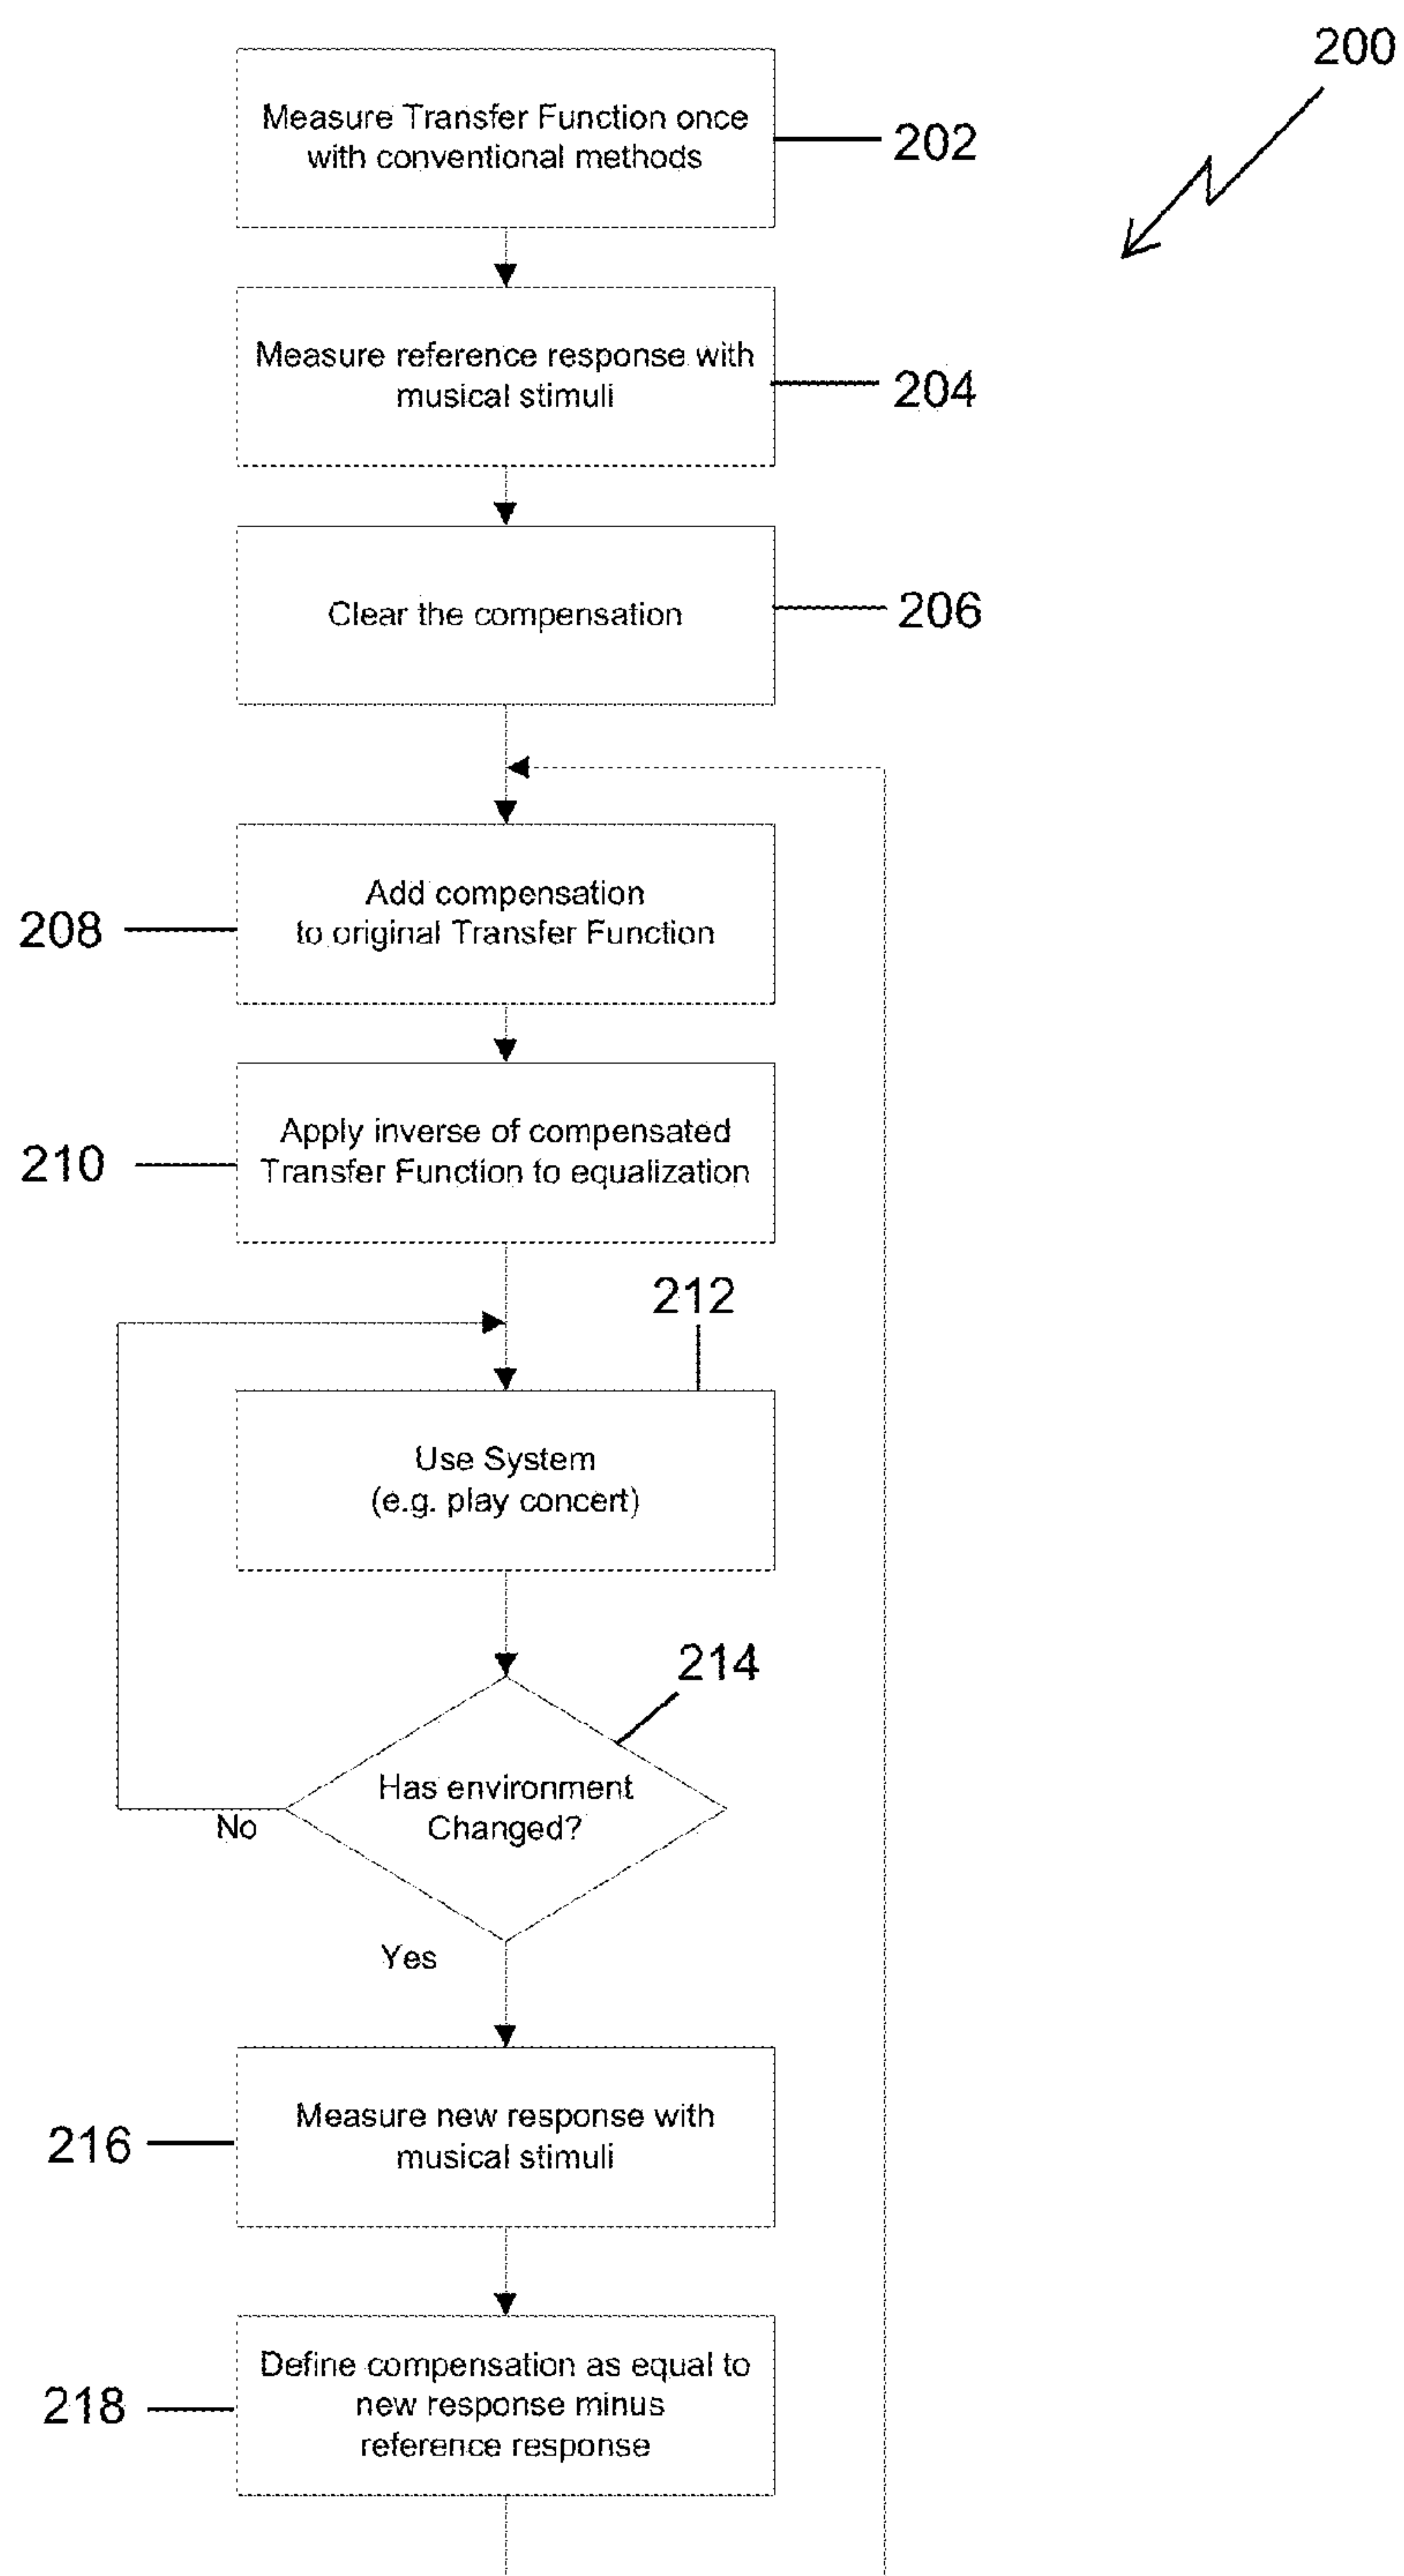 200
Measure Transfer Function once
with conventional methods
202
Measure reference response with
musical stimuli
204
Clear the compensation
206
Add compensation
to original Transfer Function
208
Apply inverse of compensated
Transfer Function to equalization
210
212
Use System
(e.g. play concert)
214
Has environment
Changed?
No
Yes
Measure new response with
musical stimuli
216
Define compensation as equal to
new response minus
reference response
218